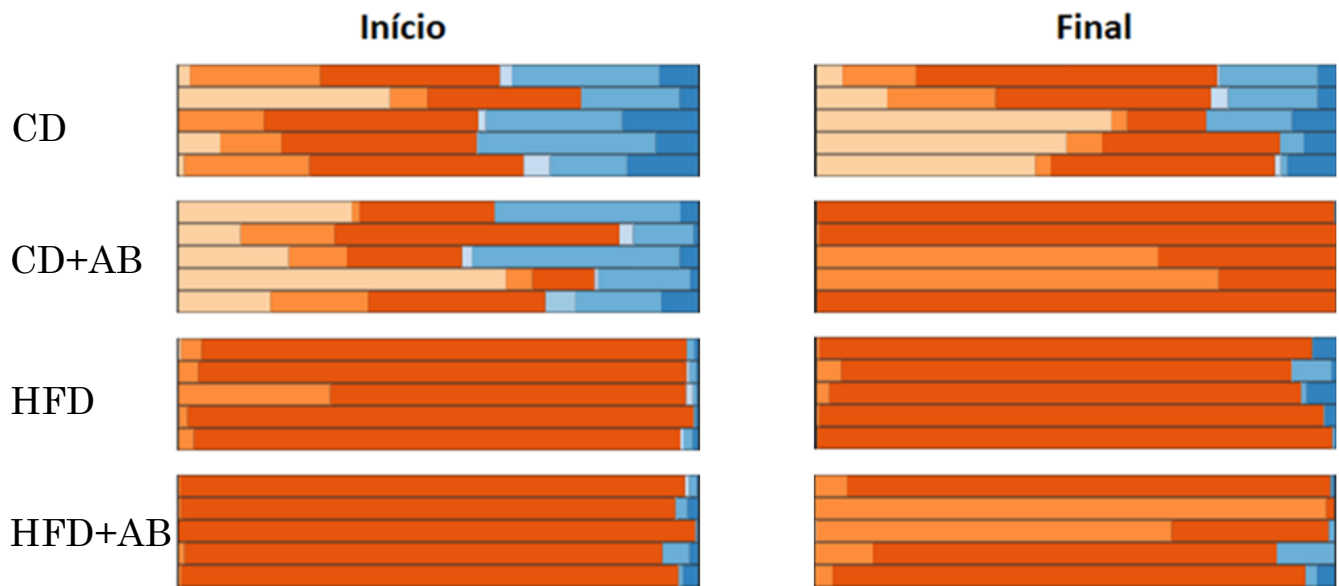 Início
Final
CD
CD+AB
HFD
HFD+AB